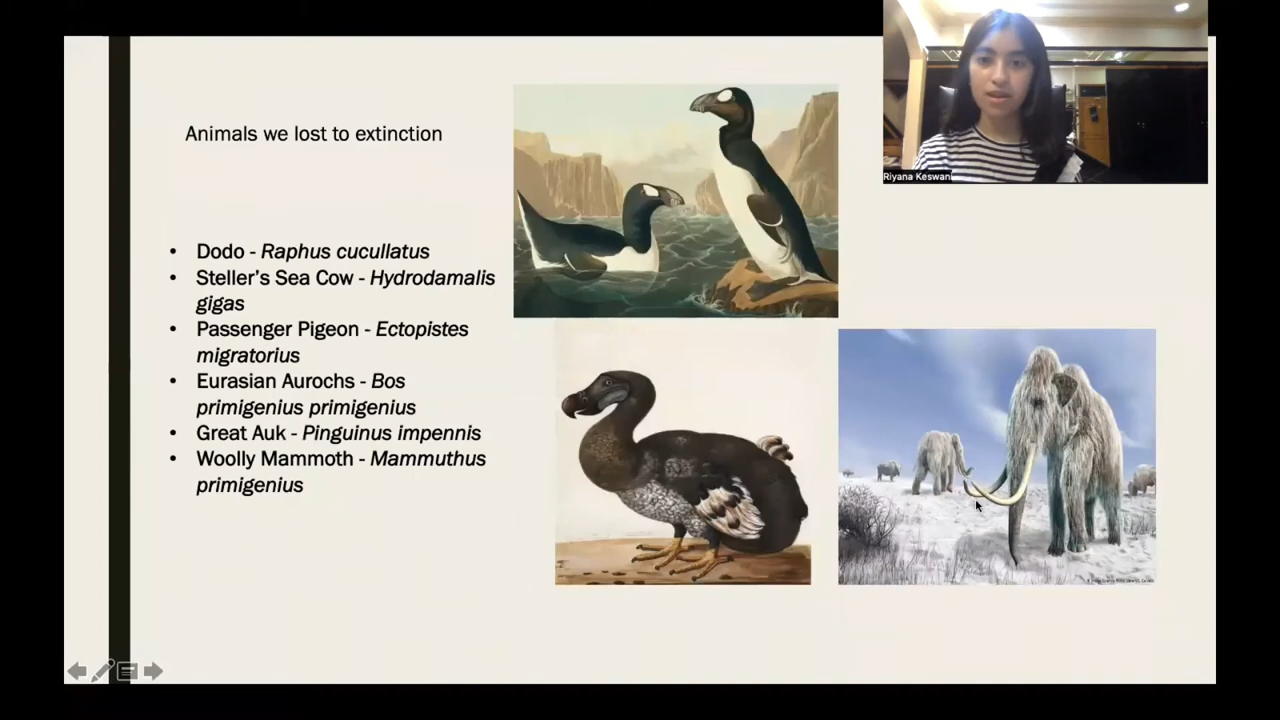 Riyana Keswani
Animals we lost to extinction
• Dodo - Raphus cucullatus
• Steller's Sea Cow - Hydrodamalis
gigas
• Passenger Pigeon - Ectopistes
migratorius
• Eurasian Aurochs - Bos
primigenius primigenius
• Great Auk - Pinguinus impennis
• Woolly Mammoth - Mammuthus
primigenius